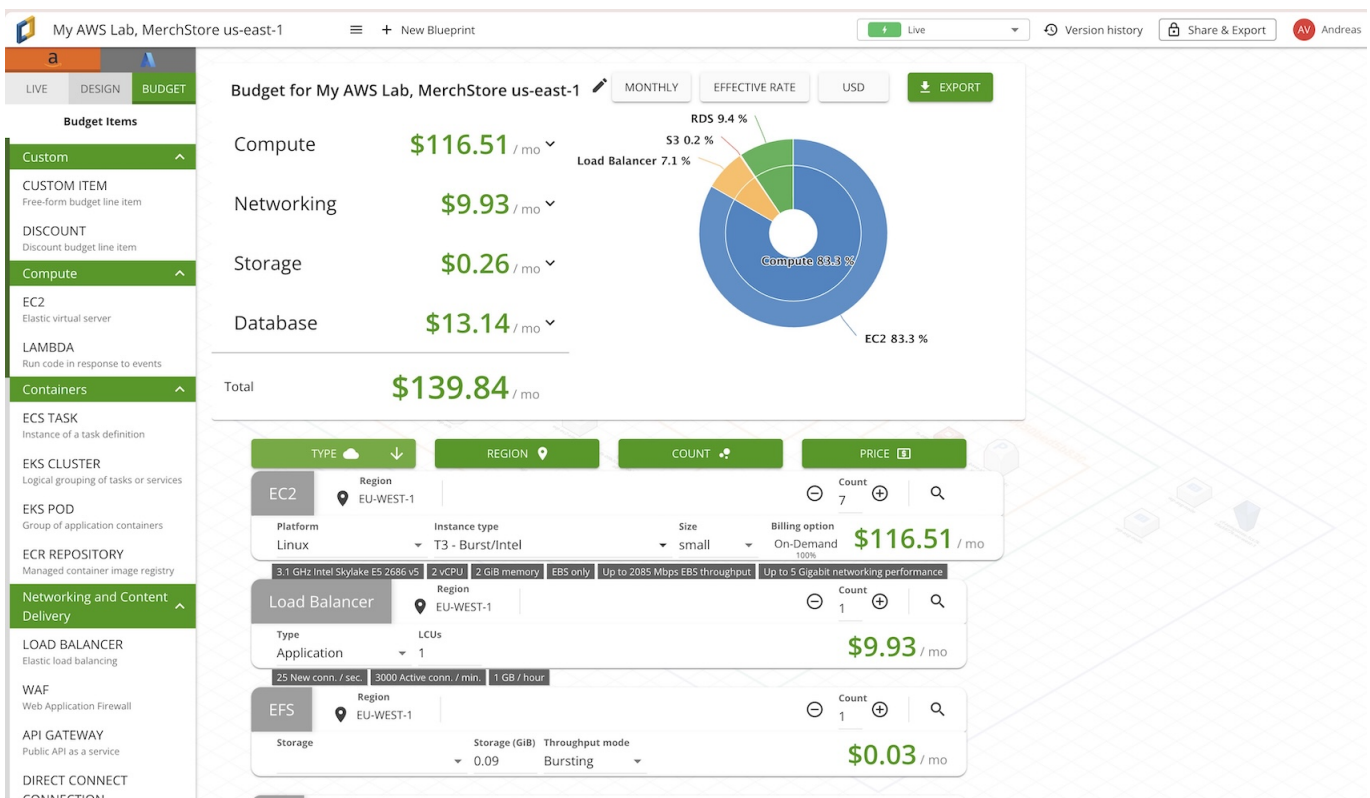 My AWS Lab, MerchStore us-east-1
+ New Blueprint
Live
Version history
Share & Export
AV
Andreas
a
LIVE
DESIGN
BUDGET
Budget Items
Custom
CUSTOM ITEM
Free-form budget line item
DISCOUNT
Discount budget line item
Compute
EC2
Elastic virtual server
LAMBDA
Run code in response to events
Containers
ECS TASK
Instance of a task definition
EKS CLUSTER
Logical grouping of tasks or services
EKS POD
Group of application containers
ECR REPOSITORY
Managed container image registry
Networking and Content
Delivery
LOAD BALANCER
Elastic load balancing
WAF
Web Application Firewall
API GATEWAY
Public API as a service
DIRECT CONNECT
CONNECTION
Budget for My AWS Lab, MerchStore us-east-1
MONTHLY
EFFECTIVE RATE
USD
EXPORT
Compute $116.51 / mo
Networking $9.93 / mo
Storage $0.26 / mo
Database $13.14 / mo
Total $139.84 / mo
RDS 9.4 %
S3 0.2 %
Load Balancer 7.1 %
Compute 83.3 %
EC2 83.3 %
TYPE
REGION
COUNT
PRICE
EC2
Region
EU-WEST-1
Count
7
Platform
Linux
Instance type
T3 - Burst/Intel
Size
small
Billing option
On-Demand
100%
$116.51 / mo
3.1 GHz Intel Skylake E5 2686 v5
2 vCPU
2 GiB memory
EBS only
Up to 2085 Mbps EBS throughput
Up to 5 Gigabit networking performance
Load Balancer
Region
EU-WEST-1
Count
1
Type
Application
LCUs
1
$9.93 / mo
25 New conn. / sec.
3000 Active conn. / min.
1 GB / hour
EFS
Region
EU-WEST-1
Count
1
Storage
Storage (GiB)
0.09
Throughput mode
Bursting
$0.03 / mo